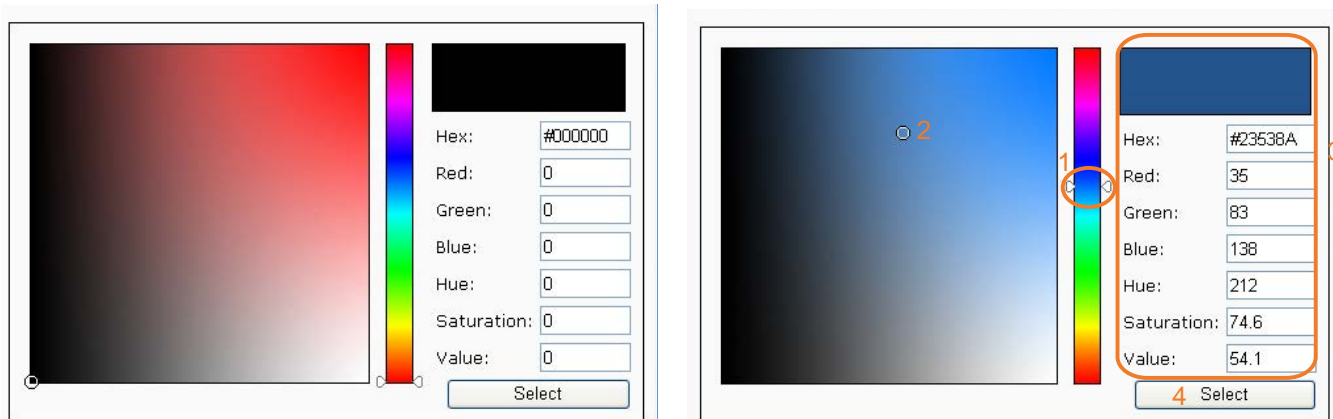 Hex: #000000
Red: 0
Green: 0
Blue: 0
Hue: 0
Saturation: 0
Value: 0
Select
2
1
Hex: #23538A
Red: 35
Green: 83
Blue: 138
Hue: 212
Saturation: 74.6
Value: 54.1
4 Select